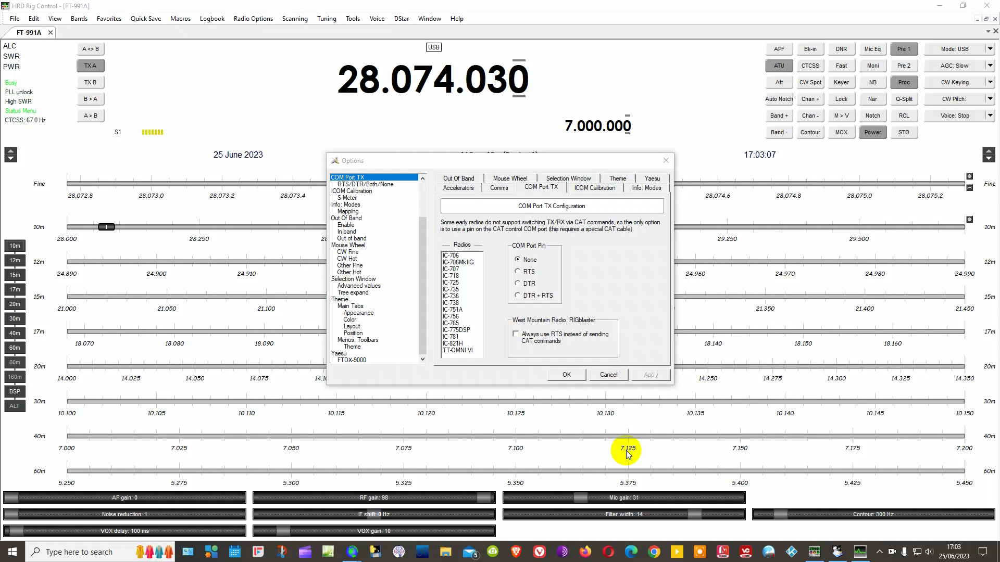 HRD Rig Control - [FT-991A]
File Edit View Bands Favorites Quick Save Macros Logbook Radio Options Scanning Tuning Tools Voice DStar Window Help
FT-991A
ALC
SWR
PWR
Busy
PLL unlock
High SWR
Status Menu
CTCSS: 67.0 Hz
A <> B
TX A
TX B
B > A
A > B
S1
USB
28.074.030
7.000.000
APF Bk-in DNR Mic Eq Pre 1 Mode: USB
ATU CTCSS Fast Moni Pre 2 AGC: Slow
Att CW Spot Keyer NB Proc CW Keying
Auto Notch Chan + Lock Nar Q-Split CW Pitch:
Band + Chan - M > V Notch RCL Voice: Stop
Band - Contour MOX Power STO
25 June 2023
17:03:07
Options
COM Port TX
RTS/DTR/Both/None
ICOM Calibration
S-Meter
Info: Modes
Mapping
Out Of Band
Enable
In band
Out of band
Mouse Wheel
CW Fine
CW Hot
Other Fine
Other Hot
Selection Window
Advanced values
Tree expand
Theme
Main Tabs
Appearance
Color
Layout
Position
Menus, Toolbars
Theme
Yaesu
FTDX-9000
Out Of Band Mouse Wheel Selection Window Theme Yaesu
Accelerators Comms COM Port TX ICOM Calibration Info: Modes
COM Port TX Configuration
Some early radios do not support switching TX/RX via CAT commands, so the only option
is to use a pin on the CAT control COM port (this requires a special CAT cable).
Radios
IC-706
IC-706MkIIG
IC-707
IC-718
IC-725
IC-735
IC-736
IC-738
IC-751A
IC-756
IC-765
IC-775DSP
IC-781
IC-821H
TT-OMNI VI
COM Port Pin
None
RTS
DTR
DTR + RTS
West Mountain Radio: RIGblaster
Always use RTS instead of sending
CAT commands
OK Cancel Apply
Fine Fine
28.072.8 28.073.0 28.073.2 28.073.4 28.074.6 28.074.8 28.075.0 28.075.2
10m 10m
28.000 28.250 29.250 29.500
12m 12m
24.890 24.900 24.910 24.960 24.970 24.980 24.990
15m 15m
21.000 21.050 21.100 21.350 21.400 21.450
17m 17m
18.070 18.080 18.090 18.140 18.150 18.160
20m 20m
14.000 14.025 14.050 14.075 14.250 14.275 14.300 14.325 14.350
30m 30m
10.100 10.105 10.110 10.115 10.120 10.125 10.130 10.135 10.140 10.145 10.150
40m 40m
7.000 7.025 7.050 7.075 7.100 7.125 7.150 7.175 7.200
60m 60m
5.250 5.275 5.300 5.325 5.350 5.375 5.400 5.425 5.450
10m
12m
15m
17m
20m
30m
40m
60m
80m
160m
BSP
ALT
AF gain: 0 RF gain: 98 Mic gain: 31
Noise reduction: 1 IF shift: 0 Hz Filter width: 14 Contour: 300 Hz
VOX delay: 100 ms VOX gain: 10
Type here to search
5
17:03
25/06/2023